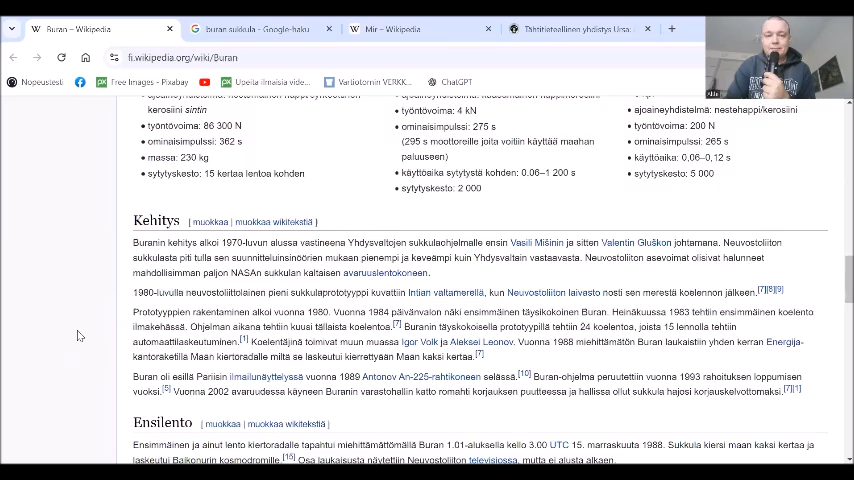 Buran – Wikipedia
buran sukkula - Google-haku
Mir – Wikipedia
Tähtitieteellinen yhdistys Ursa:
fi.wikipedia.org/wiki/Buran
Nopeustesti
Free Images - Pixabay
Upeita ilmaisia vide...
Vartiotornin VERKK...
ChatGPT
kerosiini sintin
• työntövoima: 86 300 N
• ominaisimpulssi: 362 s
• massa: 230 kg
• sytytyskesto: 15 kertaa lentoa kohden
• työntövoima: 4 kN
• ominaisimpulssi: 275 s
(295 s moottoreille joita voitiin käyttää maahan
paluuseen)
• käyttöaika sytytystä kohden: 0.06–1 200 s
• sytytyskesto: 2 000
ajoaineyhdistelmä: nestehappi/kerosiini
• työntövoima: 200 N
• ominaisimpulssi: 265 s
• käyttöaika: 0,06–0,12 s
• sytytyskesto: 5 000
Kehitys [ muokkaa | muokkaa wikitekstiä ]
Buranin kehitys alkoi 1970-luvun alussa vastineena Yhdysvaltojen sukkulaohjelmalle ensin Vasili Mišinin ja sitten Valentin Gluškon johtamana. Neuvostoliiton
sukkulasta piti tulla sen suunnitteluinsinöörien mukaan pienempi ja keveämpi kuin Yhdysvaltain vastaavasta. Neuvostoliiton asevoimat olisivat halunneet
mahdollisimman paljon NASAn sukkulan kaltaisen avaruuslentokoneen.
1980-luvulla neuvostoliittolainen pieni sukkulaprototyyppi kuvattiin Intian valtamerellä, kun Neuvostoliiton laivasto nosti sen merestä koelennon jälkeen.[7][8][9]
Prototyyppien rakentaminen alkoi vuonna 1980. Vuonna 1984 päivänvalon näki ensimmäinen täysikokoinen Buran. Heinäkuussa 1983 tehtiin ensimmäinen koelento
ilmakehässä. Ohjelman aikana tehtiin kuusi tällaista koelentoa.[7] Buranin täyskokoisella prototyypillä tehtiin 24 koelentoa, joista 15 lennolla tehtiin
automaattilaskeutuminen.[1] Koelentäjinä toimivat muun muassa Igor Volk ja Aleksei Leonov. Vuonna 1988 miehittämätön Buran laukaistiin yhden kerran Energija-
kantoraketilla Maan kiertoradalle miltä se laskeutui kierrettyään Maan kaksi kertaa.[7]
Buran oli esillä Pariisin ilmailunäyttelyssä vuonna 1989 Antonov An-225-rahtikoneen selässä.[10] Buran-ohjelma peruutettiin vuonna 1993 rahoituksen loppumisen
vuoksi.[5] Vuonna 2002 avaruudessa käyneen Buranin varastohallin katto romahti korjauksen puutteessa ja hallissa ollut sukkula hajosi korjauskelvottomaksi.[7][1]
Ensilento [ muokkaa | muokkaa wikitekstiä ]
Ensimmäinen ja ainut lento kiertoradalle tapahtui miehittämättömällä Buran 1.01-aluksella kello 3.00 UTC 15. marraskuuta 1988. Sukkula kiersi maan kaksi kertaa ja
laskeutui Baikonurin kosmodromille.[15] Osa laukaisusta näytettiin Neuvostoliiton televisiossa, mutta ei alusta alkaen.